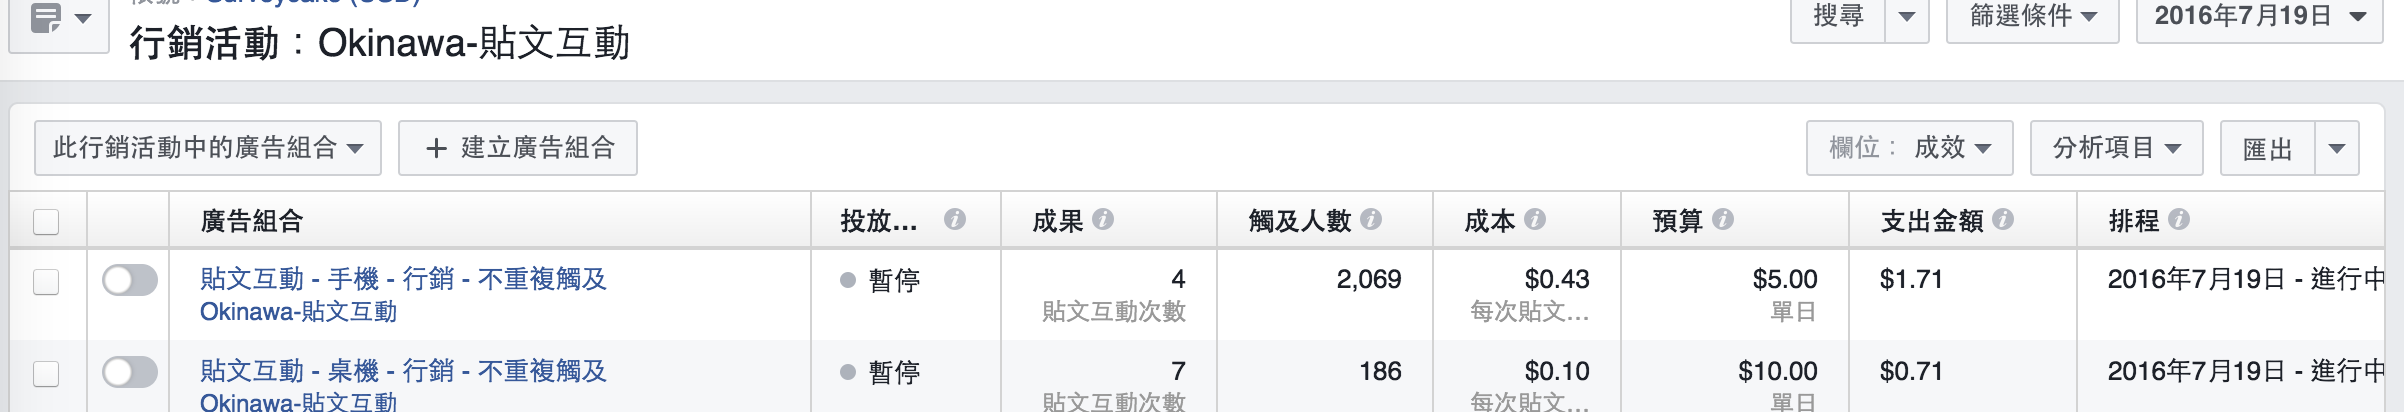 行銷活動：Okinawa-貼文互動
搜尋
篩選條件
2016年7月19日
此行銷活動中的廣告組合
+ 建立廣告組合
欄位： 成效
分析項目
匯出
廣告組合 投放... 成果 觸及人數 成本 預算 支出金額 排程
貼文互動 - 手機 - 行銷 - 不重複觸及 暫停 4 2,069 $0.43 $5.00 $1.71 2016年7月19日 - 進行中
Okinawa-貼文互動 貼文互動次數 每次貼文... 單日
貼文互動 - 桌機 - 行銷 - 不重複觸及 暫停 7 186 $0.10 $10.00 $0.71 2016年7月19日 - 進行中
Okinawa-貼文互動 貼文互動次數 每次貼文... 單日